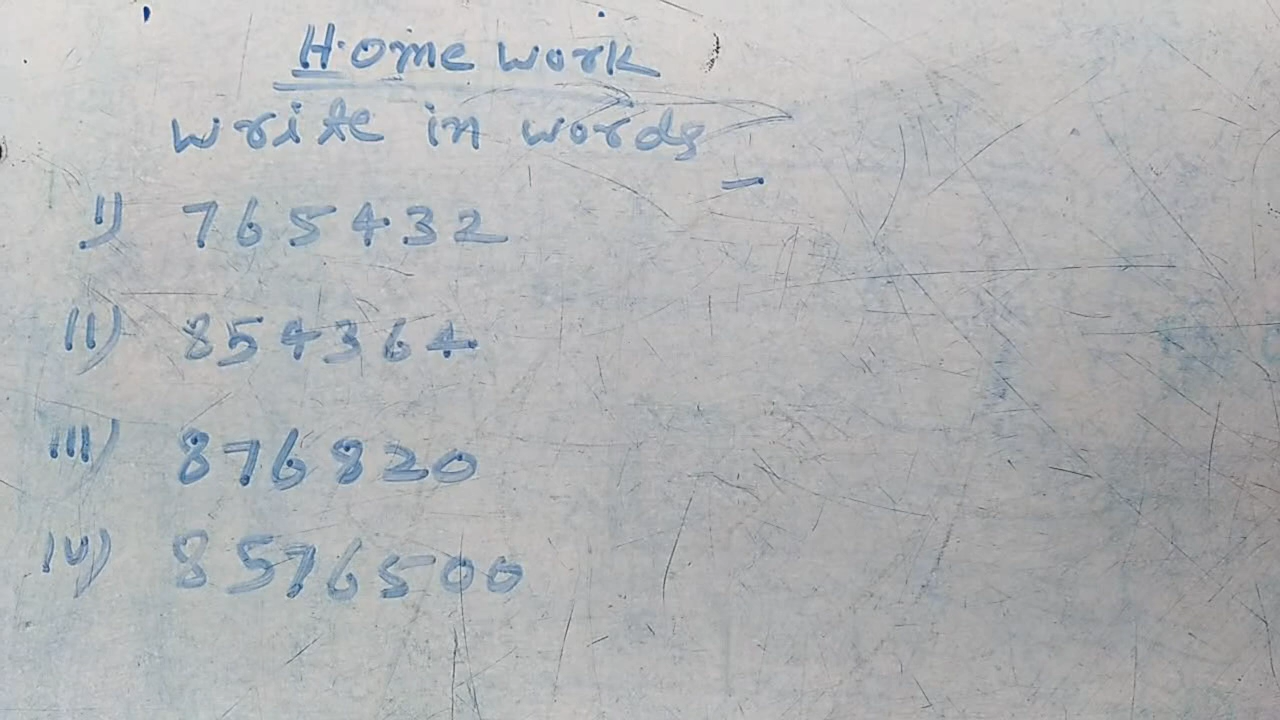 Home work
write in words
I) 765432
II) 854364
III) 876820
IV) 8576500